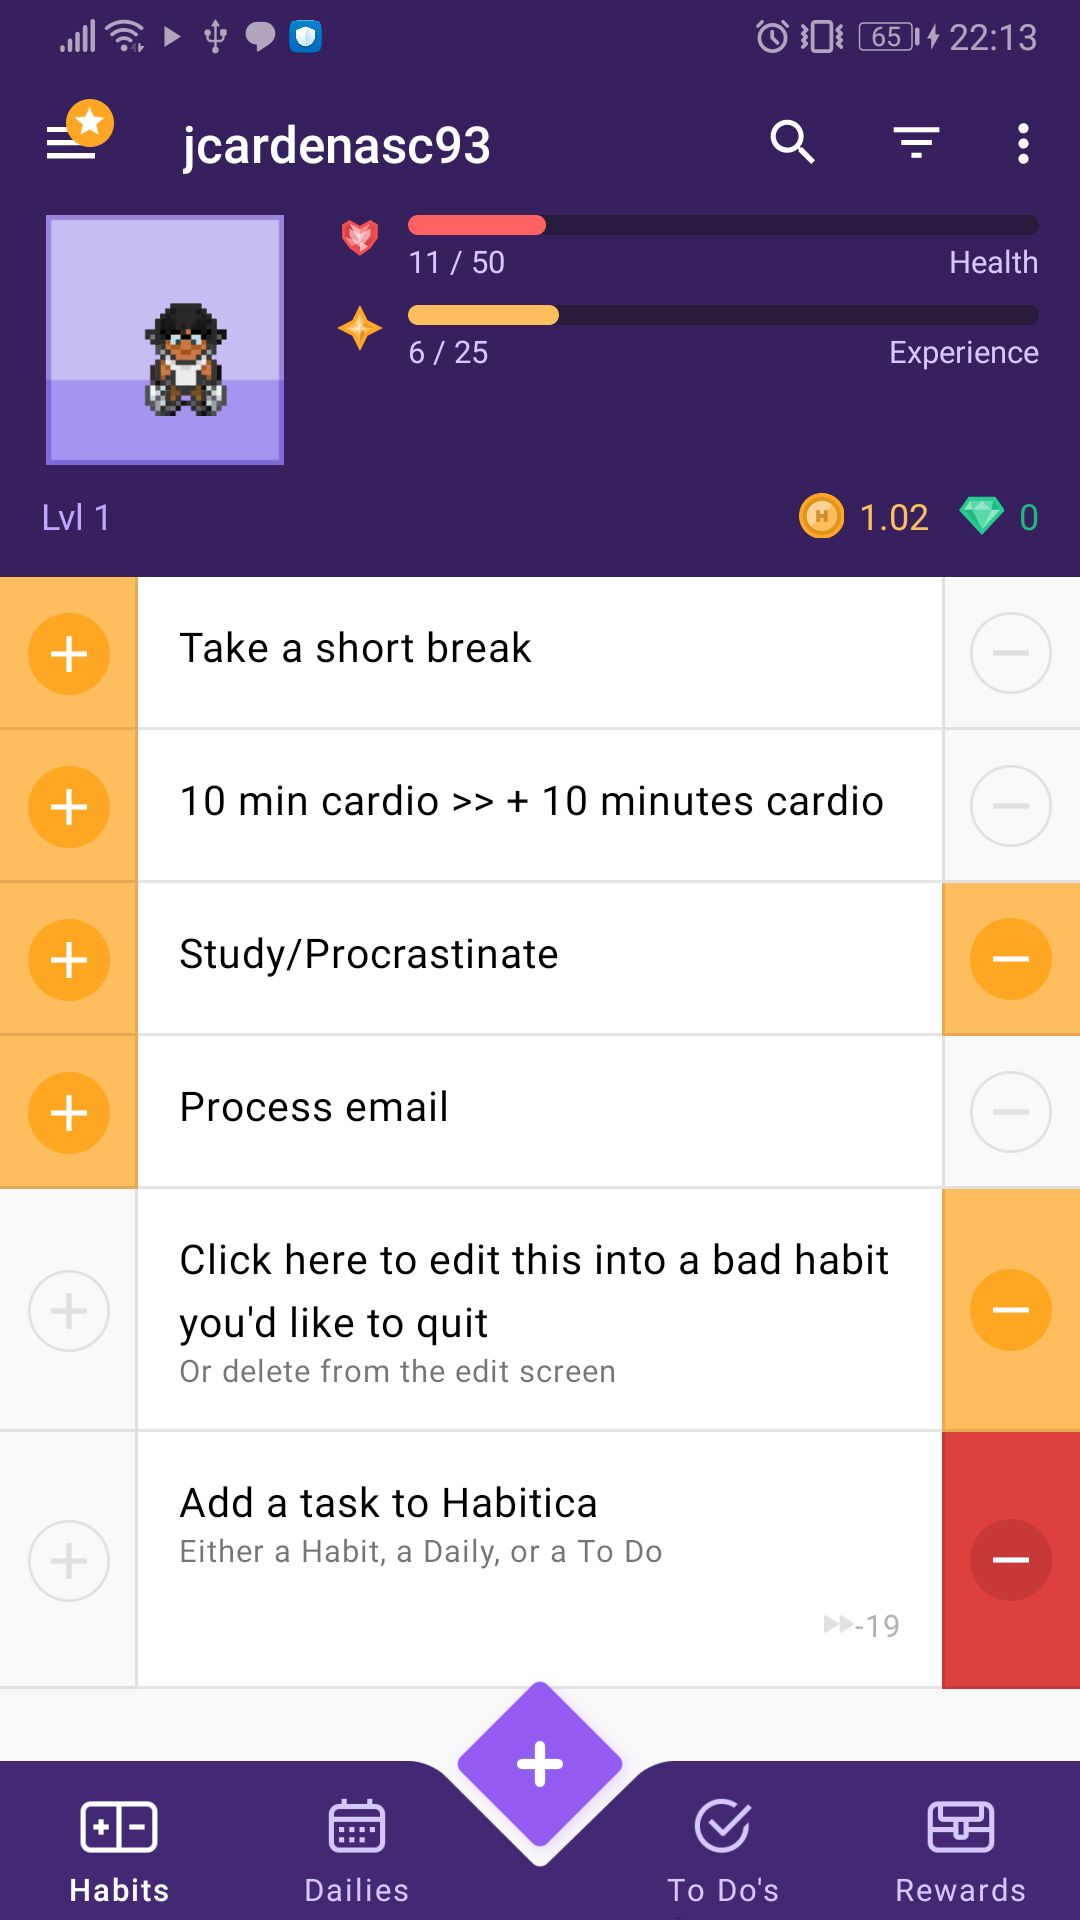 65 22:13
jcardenasc93
11 / 50 Health
6 / 25 Experience
Lvl 1 1.02 0
Take a short break
10 min cardio >> + 10 minutes cardio
Study/Procrastinate
Process email
Click here to edit this into a bad habit
you'd like to quit
Or delete from the edit screen
Add a task to Habitica
Either a Habit, a Daily, or a To Do
-19
Habits Dailies To Do's Rewards